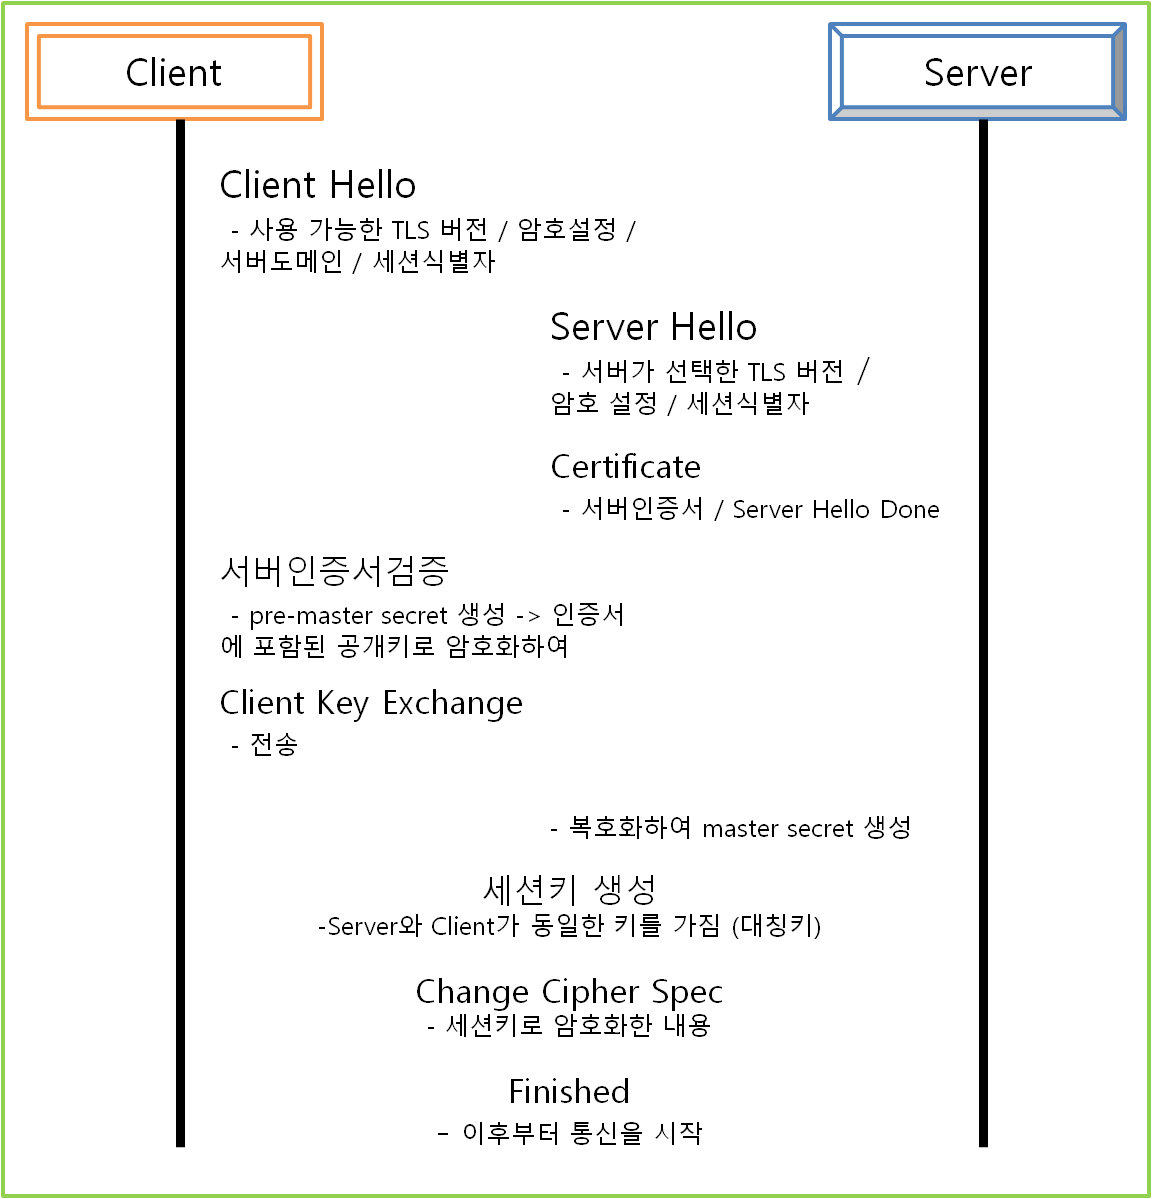 Client
Server
Client Hello
- 사용 가능한 TLS 버전 / 암호설정 /
서버도메인 / 세션식별자
Server Hello
- 서버가 선택한 TLS 버전 /
암호 설정 / 세션식별자
Certificate
- 서버인증서 / Server Hello Done
서버인증서검증
- pre-master secret 생성 -> 인증서
에 포함된 공개키로 암호화하여
Client Key Exchange
- 전송
- 복호화하여 master secret 생성
세션키 생성
-Server와 Client가 동일한 키를 가짐 (대칭키)
Change Cipher Spec
- 세션키로 암호화한 내용
Finished
- 이후부터 통신을 시작